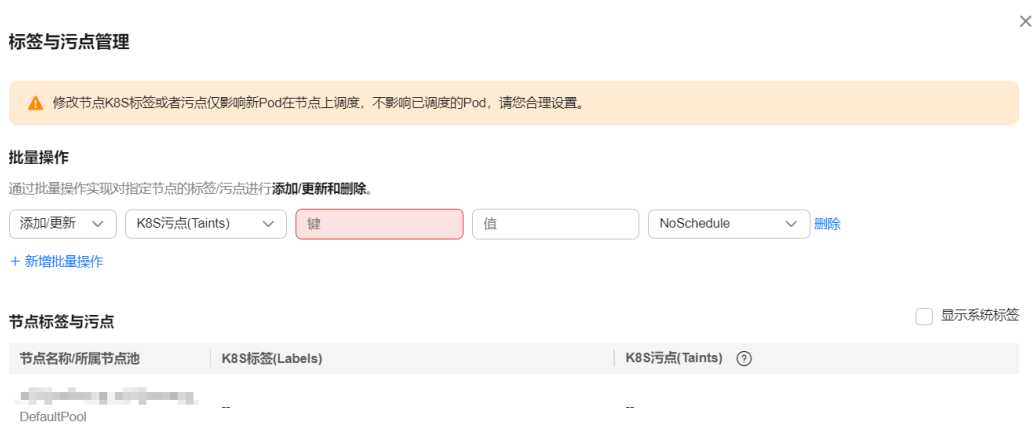 标签与污点管理
修改节点K8S标签或者污点仅影响新Pod在节点上调度，不影响已调度的Pod，请您合理设置。
批量操作
通过批量操作实现对指定节点的标签/污点进行添加/更新和删除。
添加/更新 K8S污点(Taints) 键 值 NoSchedule 删除
+ 新增批量操作
节点标签与污点 显示系统标签
节点名称/所属节点池 K8S标签(Labels) K8S污点(Taints) ?
-- --
DefaultPool